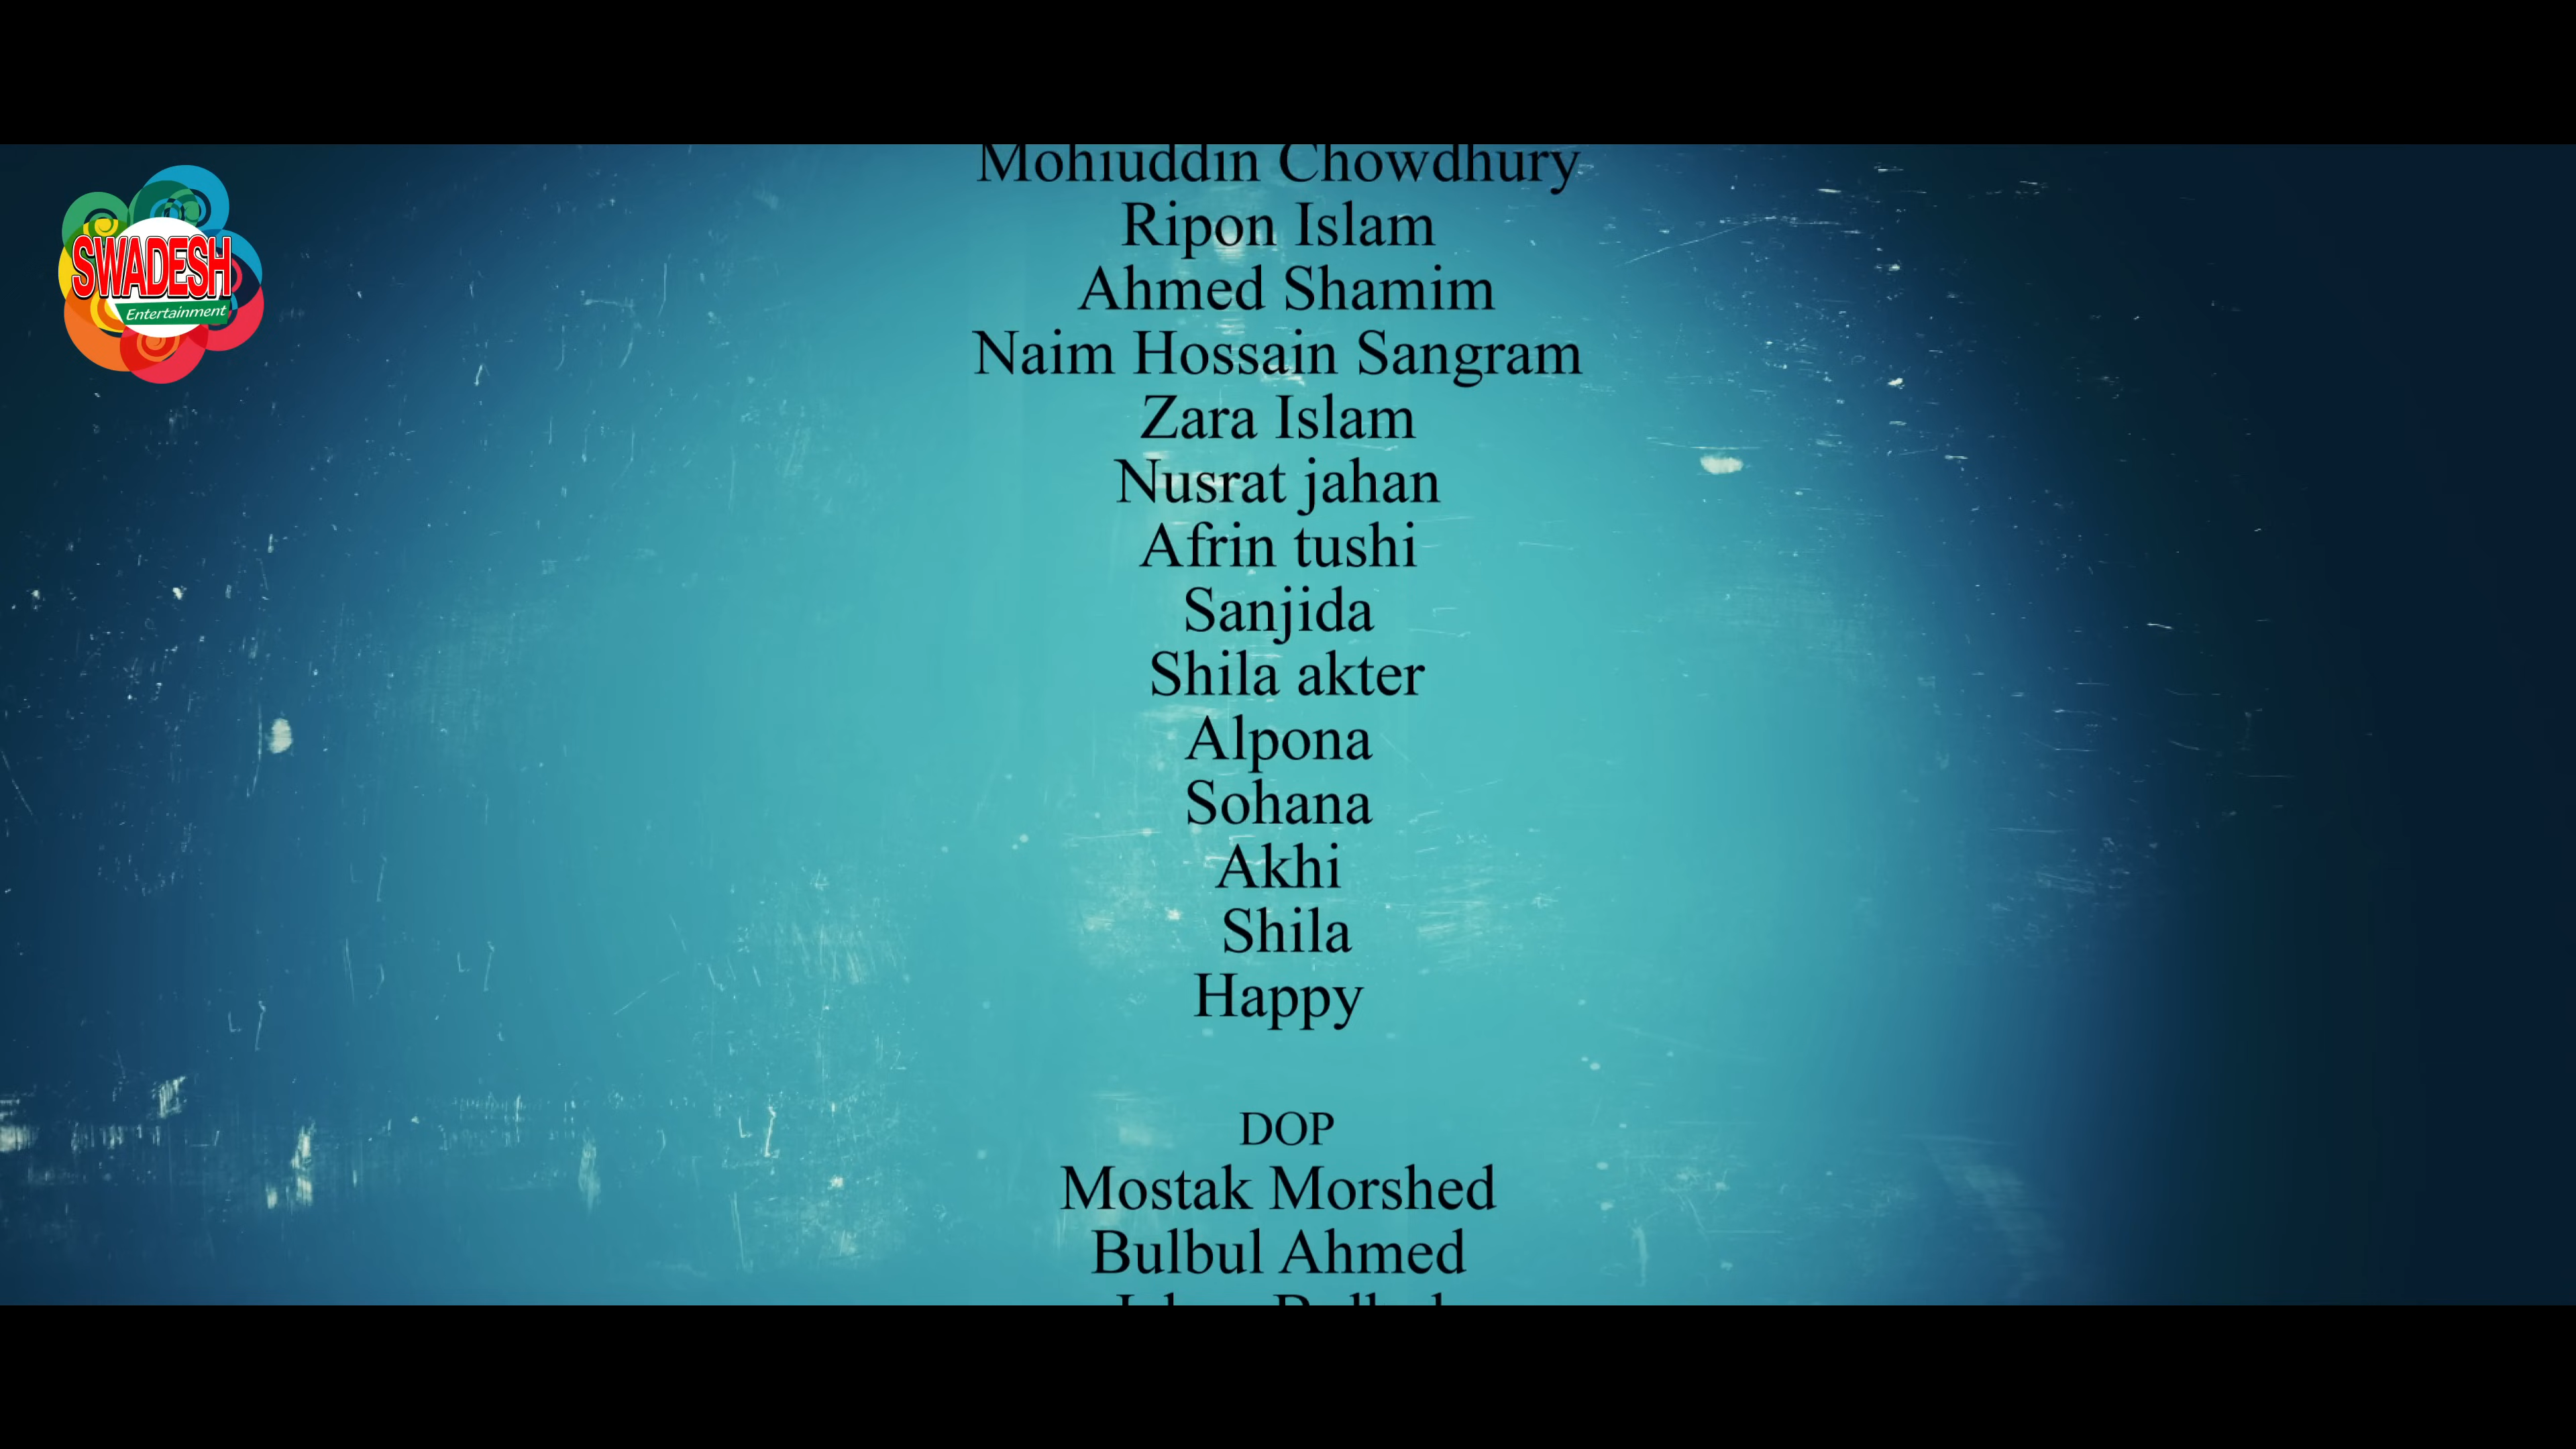 SWADESH
Entertainment
Mohiuddin Chowdhury
Ripon Islam
Ahmed Shamim
Naim Hossain Sangram
Zara Islam
Nusrat jahan
Afrin tushi
Sanjida
Shila akter
Alpona
Sohana
Akhi
Shila
Happy
DOP
Mostak Morshed
Bulbul Ahmed